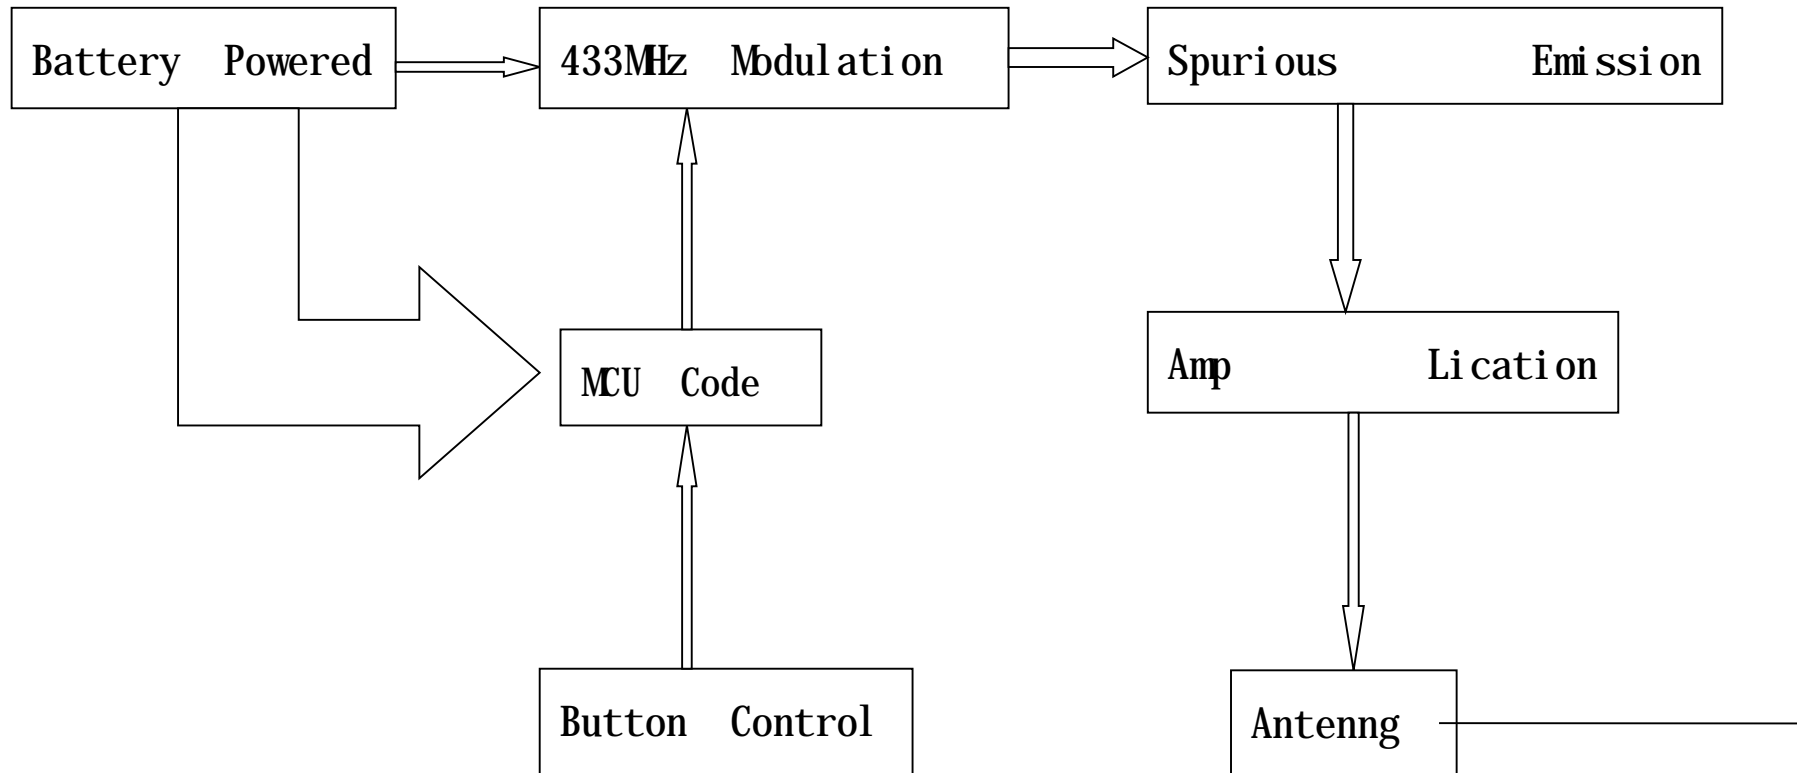 Battery Powered
433MHz Modulation
Spurious Emission
MCU Code
Amp Lication
Button Control
Antenng